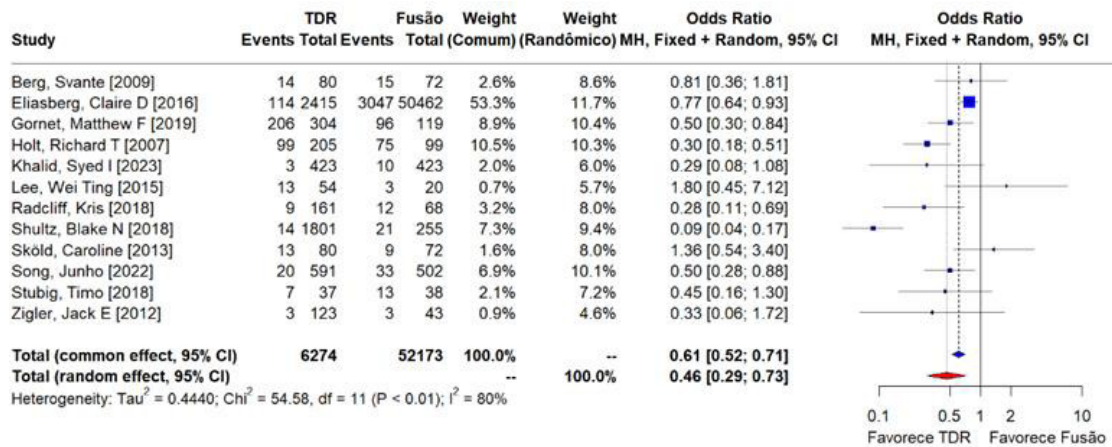 TDR Fusão Weight Weight Odds Ratio Odds Ratio
Study Events Total Events Total (Comum) (Randômico) MH, Fixed + Random, 95% CI MH, Fixed + Random, 95% CI
Berg, Svante [2009] 14 80 15 72 2.6% 8.6% 0.81 [0.36; 1.81]
Eliasberg, Claire D [2016] 114 2415 3047 50462 53.3% 11.7% 0.77 [0.64; 0.93]
Gornet, Matthew F [2019] 206 304 96 119 8.9% 10.4% 0.50 [0.30; 0.84]
Holt, Richard T [2007] 99 205 75 99 10.5% 10.3% 0.30 [0.18; 0.51]
Khalid, Syed I [2023] 3 423 10 423 2.0% 6.0% 0.29 [0.08; 1.08]
Lee, Wei Ting [2015] 13 54 3 20 0.7% 5.7% 1.80 [0.45; 7.12]
Radcliff, Kris [2018] 9 161 12 68 3.2% 8.0% 0.28 [0.11; 0.69]
Shultz, Blake N [2018] 14 1801 21 255 7.3% 9.4% 0.09 [0.04; 0.17]
Sköld, Caroline [2013] 13 80 9 72 1.6% 8.0% 1.36 [0.54; 3.40]
Song, Junho [2022] 20 591 33 502 6.9% 10.1% 0.50 [0.28; 0.88]
Stubig, Timo [2018] 7 37 13 38 2.1% 7.2% 0.45 [0.16; 1.30]
Zigler, Jack E [2012] 3 123 3 43 0.9% 4.6% 0.33 [0.06; 1.72]
Total (common effect, 95% CI) 6274 52173 100.0% -- 0.61 [0.52; 0.71]
Total (random effect, 95% CI) -- 100.0% 0.46 [0.29; 0.73]
Heterogeneity: Tau² = 0.4440; Chi² = 54.58, df = 11 (P < 0.01); I² = 80%
0.1 0.5 1 2 10
Favorece TDR Favorece Fusão